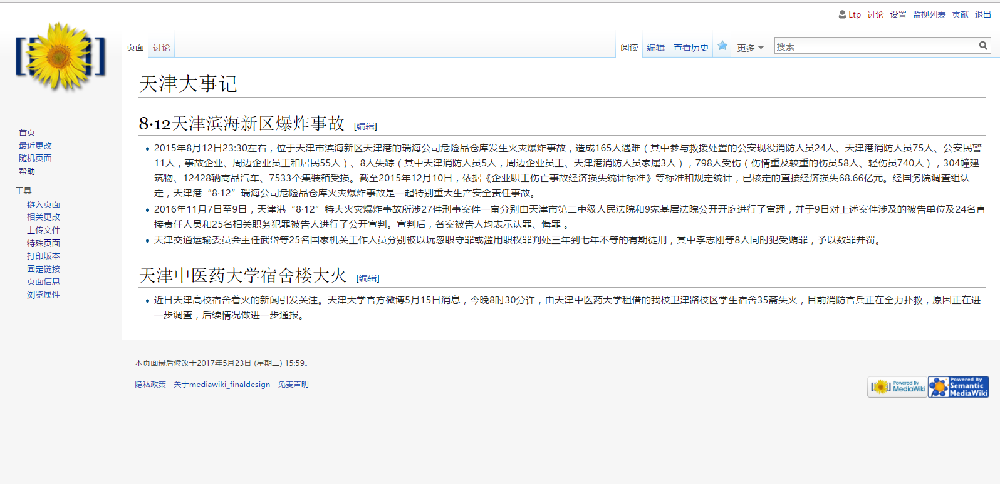 Ltp 讨论 设置 监视列表 贡献 退出
页面 讨论 阅读 编辑 查看历史 更多 搜索
天津大事记
8·12天津滨海新区爆炸事故 [编辑]
2015年8月12日23:30左右，位于天津市滨海新区天津港的瑞海公司危险品仓库发生火灾爆炸事故，造成165人遇难（其中参与救援处置的公安现役消防人员24人、天津港消防人员75人、公安民警
11人，事故企业、周边企业员工和居民55人）、8人失踪（其中天津消防人员5人，周边企业员工、天津港消防人员家属3人），798人受伤（伤情重及较重的伤员58人、轻伤员740人），304幢建
筑物、12428辆商品汽车、7533个集装箱受损。截至2015年12月10日，依据《企业职工伤亡事故经济损失统计标准》等标准和规定统计，已核定的直接经济损失68.66亿元。经国务院调查组认
定，天津港“8·12”瑞海公司危险品仓库火灾爆炸事故是一起特别重大生产安全责任事故。
2016年11月7日至9日，天津港“8·12”特大火灾爆炸事故所涉27件刑事案件一审分别由天津市第二中级人民法院和9家基层法院公开开庭进行了审理，并于9日对上述案件涉及的被告单位及24名直
接责任人员和25名相关职务犯罪被告人进行了公开宣判。宣判后，各案被告人均表示认罪、悔罪 。
天津交通运输委员会主任武岱等25名国家机关工作人员分别被以玩忽职守罪或滥用职权罪判处三年到七年不等的有期徒刑，其中李志刚等8人同时犯受贿罪，予以数罪并罚。
天津中医药大学宿舍楼大火 [编辑]
近日天津高校宿舍着火的新闻引发关注。天津大学官方微博5月15日消息，今晚8时30分许，由天津中医药大学租借的我校卫津路校区学生宿舍35斋失火，目前消防官兵正在全力扑救，原因正在进
一步调查，后续情况做进一步通报。
首页
最近更改
随机页面
帮助
工具
链入页面
相关更改
上传文件
特殊页面
打印版本
固定链接
页面信息
浏览属性
本页面最后修改于2017年5月23日 (星期二) 15:59。
隐私政策 关于mediawiki_finaldesign 免责声明
Powered By
MediaWiki
Powered By
Semantic
MediaWiki